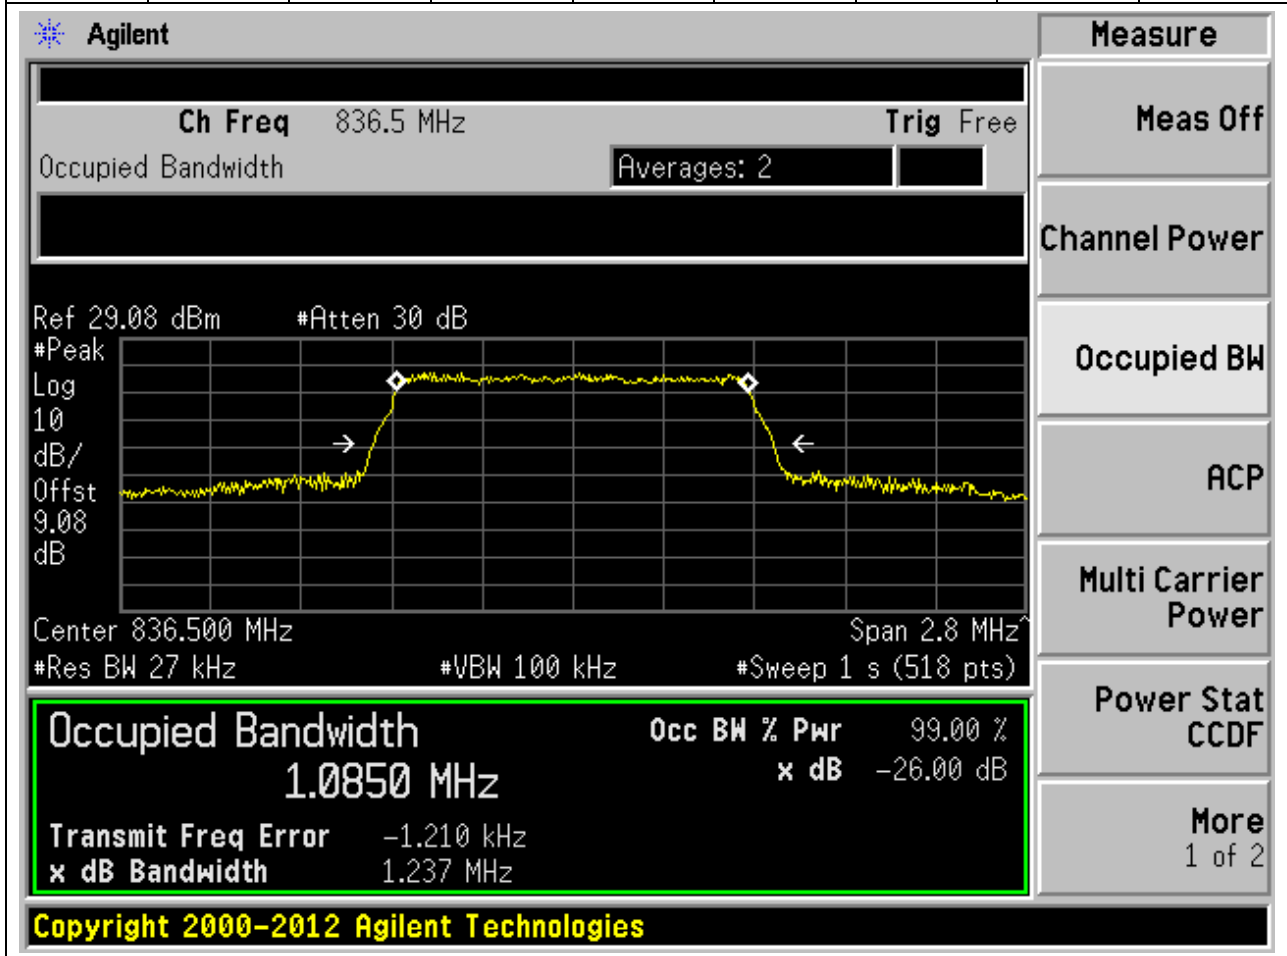 Agilent
Measure
Ch Freq 836.5 MHz Trig Free
Meas Off
Occupied Bandwidth Averages: 2
Channel Power
Ref 29.08 dBm #Atten 30 dB
#Peak
Log
10
dB/
Offst
9.08
dB
Occupied BW
ACP
Center 836.500 MHz Span 2.8 MHz^
#Res BW 27 kHz #VBW 100 kHz #Sweep 1 s (518 pts)
Multi Carrier
Power
Occupied Bandwidth Occ BW % Pwr 99.00 %
1.0850 MHz x dB -26.00 dB
Transmit Freq Error -1.210 kHz
x dB Bandwidth 1.237 MHz
Power Stat
CCDF
More
1 of 2
Copyright 2000-2012 Agilent Technologies